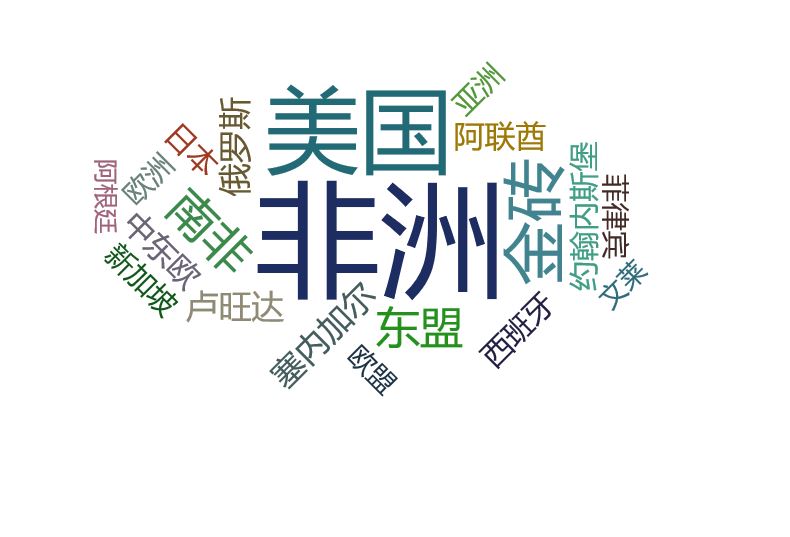 亚洲
美国
阿联酋
俄罗斯
日本
欧洲
阿根廷
非洲
金砖
约翰内斯堡
菲律宾
南非
中东欧
新加坡
文莱
卢旺达
塞内加尔
东盟
西班牙
欧盟